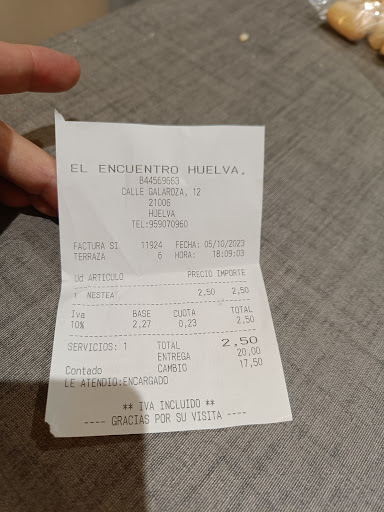 EL ENCUENTRO HUELVA,
B44569663
CALLE GALAROZA, 12
21006
HUELVA
TEL:959070960
FACTURA SI 11924 FECHA: 05/10/2023
TERRAZA 6 HORA: 18:09:03
Ud ARTICULO PRECIO IMPORTE
1 NESTEA 2,50 2,50
Iva BASE CUOTA TOTAL
10% 2,27 0,23 2,50
SERVICIOS: 1 TOTAL 2,50
ENTREGA 20,00
Contado CAMBIO 17,50
LE ATENDIO:ENCARGADO
** IVA INCLUIDO **
---- GRACIAS POR SU VISITA ----